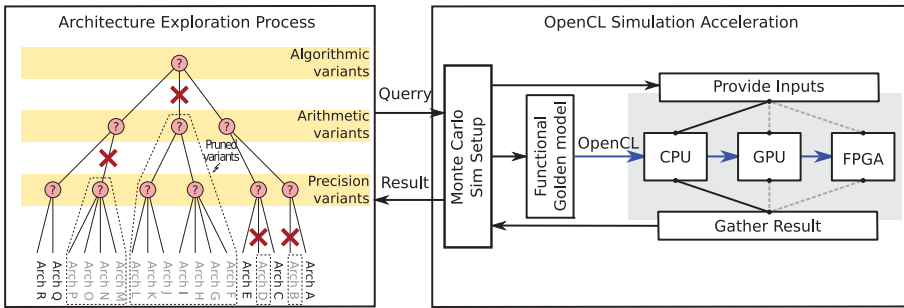 Architecture Exploration Process
Algorithmic
variants
Arithmetic
variants
Pruned
variants
Precision
variants
?
?
?
?
?
?
?
?
?
?
Arch R
Arch Q
Arch P
Arch O
Arch N
Arch M
Arch L
Arch K
Arch J
Arch I
Arch H
Arch G
Arch F
Arch E
Arch D
Arch C
Arch B
Arch A
Querry
Result
OpenCL Simulation Acceleration
Monte Carlo
Sim Setup
Functional
Golden model
OpenCL
Provide Inputs
CPU
GPU
FPGA
Gather Result